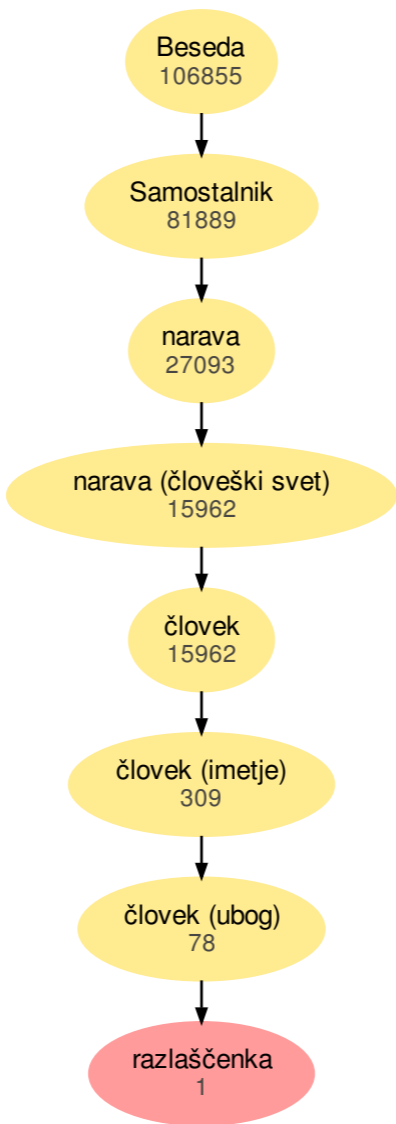 Beseda
106855
Samostalnik
81889
narava
27093
narava (človeški svet)
15962
človek
15962
človek (imetje)
309
človek (ubog)
78
razlaščenka
1